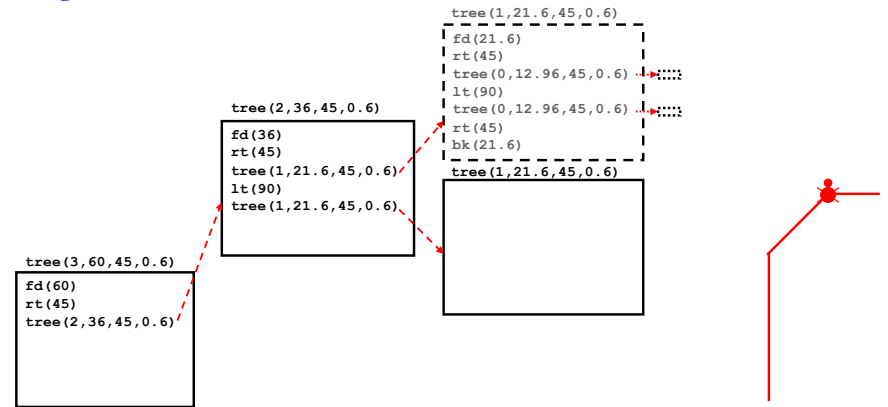 tree(1,21.6,45,0.6)
fd(21.6)
rt(45)
tree(0,12.96,45,0.6)
lt(90)
tree(0,12.96,45,0.6)
rt(45)
bk(21.6)
tree(2,36,45,0.6)
fd(36)
rt(45)
tree(1,21.6,45,0.6)
lt(90)
tree(1,21.6,45,0.6)
tree(1,21.6,45,0.6)
tree(3,60,45,0.6)
fd(60)
rt(45)
tree(2,36,45,0.6)